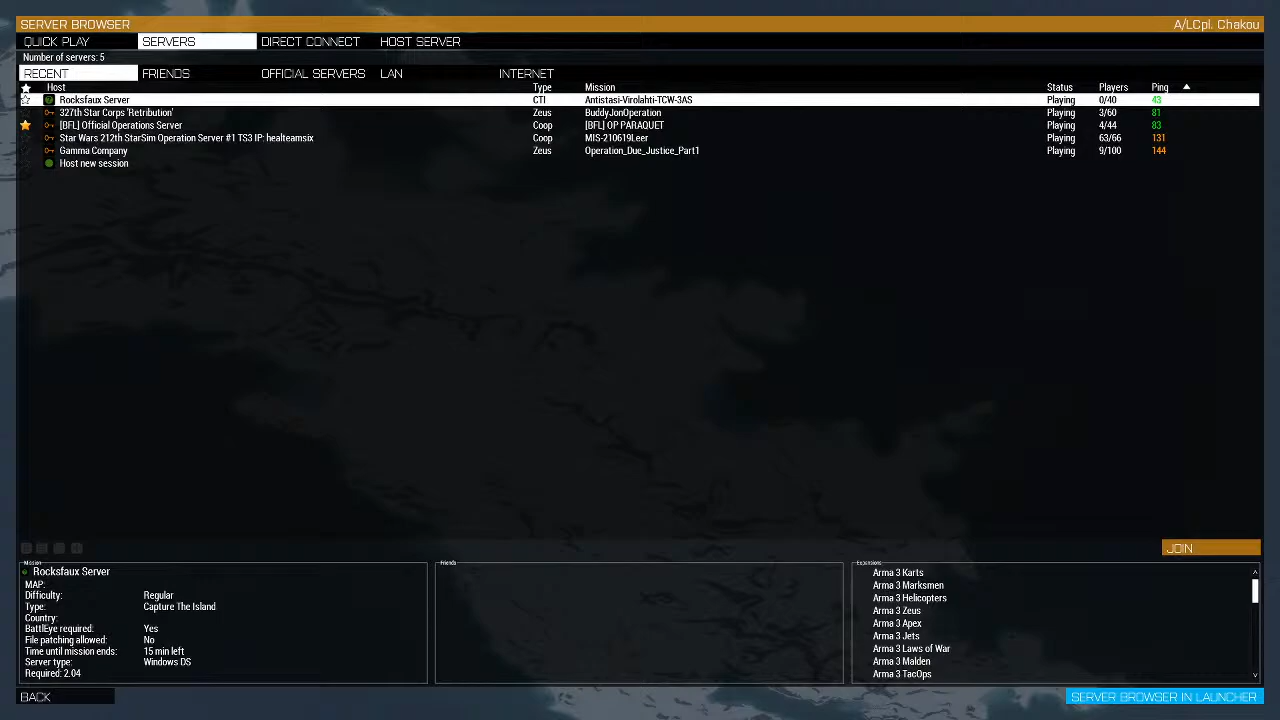 SERVER BROWSER A/LCpl. Chakou
QUICK PLAY SERVERS DIRECT CONNECT HOST SERVER
Number of servers: 5
RECENT FRIENDS OFFICIAL SERVERS LAN INTERNET
Host Type Mission Status Players Ping
Rocksfaux Server CTI Antistasi-Virolahti-TCW-3AS Playing 0/40 43
327th Star Corps 'Retribution' Zeus BuddyJonOperation Playing 3/60 81
[BFL] Official Operations Server Coop [BFL] OP PARAQUET Playing 4/44 83
Star Wars 212th StarSim Operation Server #1 TS3 IP: healteamsix Coop MIS-210619Leer Playing 63/66 131
Gamma Company Zeus Operation_Due_Justice_Part1 Playing 9/100 144
Host new session
JOIN
Mission
Rocksfaux Server
MAP:
Difficulty: Regular
Type: Capture The Island
Country:
BattlEye required: Yes
File patching allowed: No
Time until mission ends: 15 min left
Server type: Windows DS
Required: 2.04
Friends
Expansions
Arma 3 Karts
Arma 3 Marksmen
Arma 3 Helicopters
Arma 3 Zeus
Arma 3 Apex
Arma 3 Jets
Arma 3 Laws of War
Arma 3 Malden
Arma 3 TacOps
BACK SERVER BROWSER IN LAUNCHER